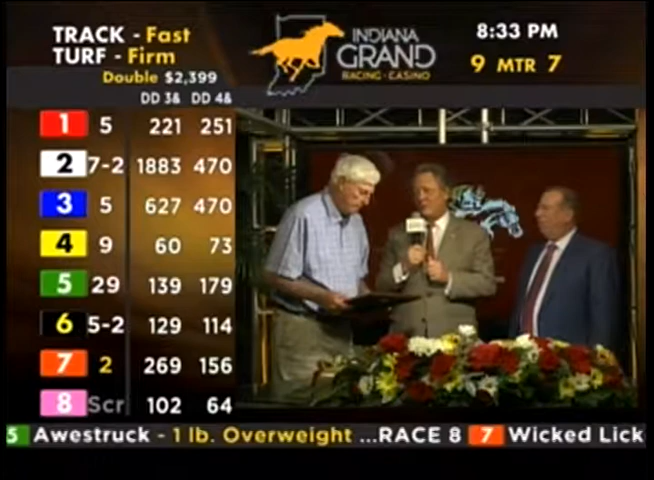 TRACK - Fast
TURF - Firm
INDIANA
GRAND
RACING · CASINO
8:33 PM
9 MTR 7
Double $2,399
DD 3& DD 4&
1 5 221 251
2 7-2 1883 470
3 5 627 470
4 9 60 73
5 29 139 179
6 5-2 129 114
7 2 269 156
8 Scr 102 64
5 Awestruck - 1 lb. Overweight ...RACE 8 7 Wicked Lick